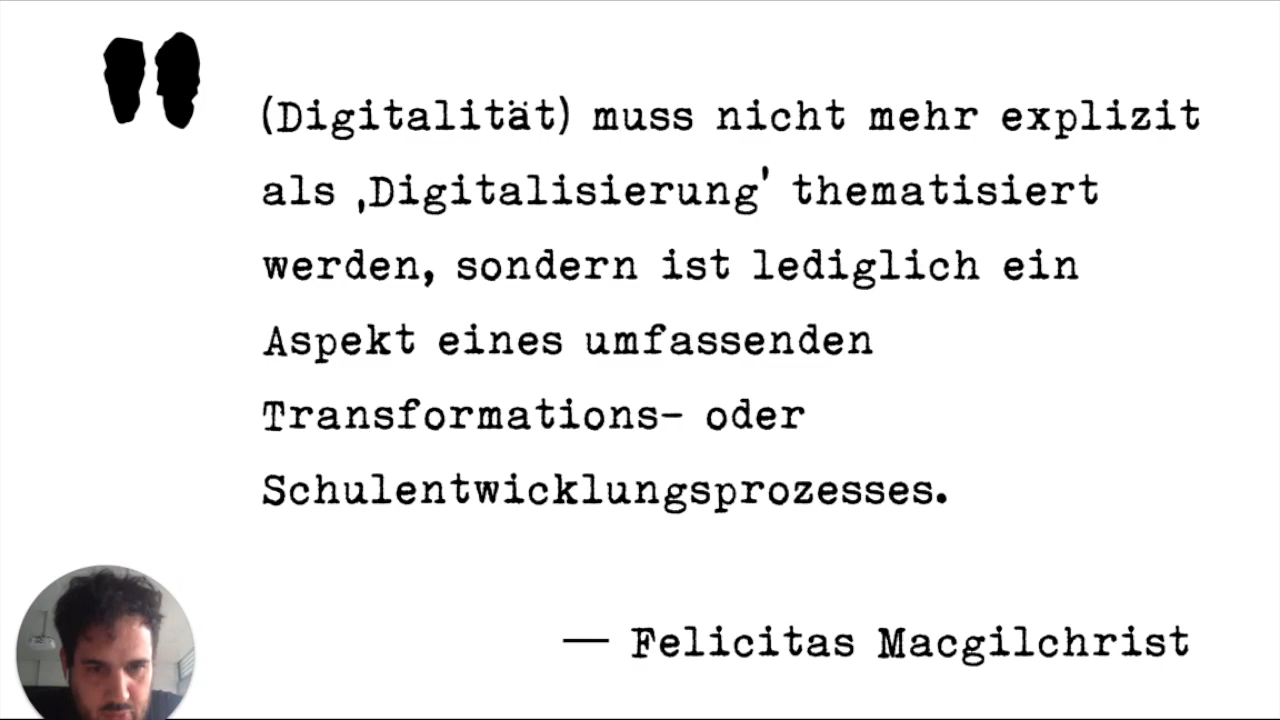 "
(Digitalität) muss nicht mehr explizit
als ‚Digitalisierung' thematisiert
werden, sondern ist lediglich ein
Aspekt eines umfassenden
Transformations- oder
Schulentwicklungsprozesses.
— Felicitas Macgilchrist